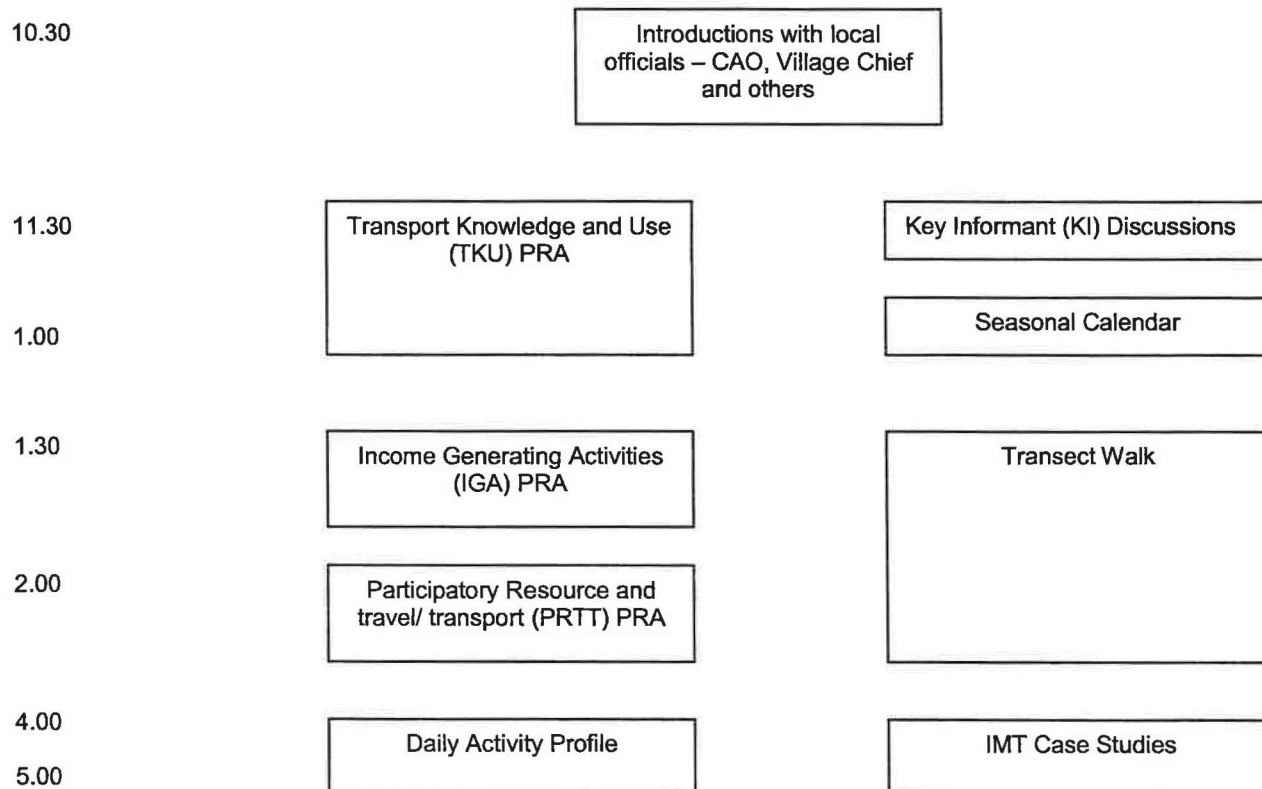 10.30
Introductions with local
officials – CAO, Village Chief
and others
11.30
Transport Knowledge and Use
(TKU) PRA
Key Informant (KI) Discussions
1.00
Seasonal Calendar
1.30
Income Generating Activities
(IGA) PRA
Transect Walk
2.00
Participatory Resource and
travel/ transport (PRTT) PRA
4.00
Daily Activity Profile
IMT Case Studies
5.00